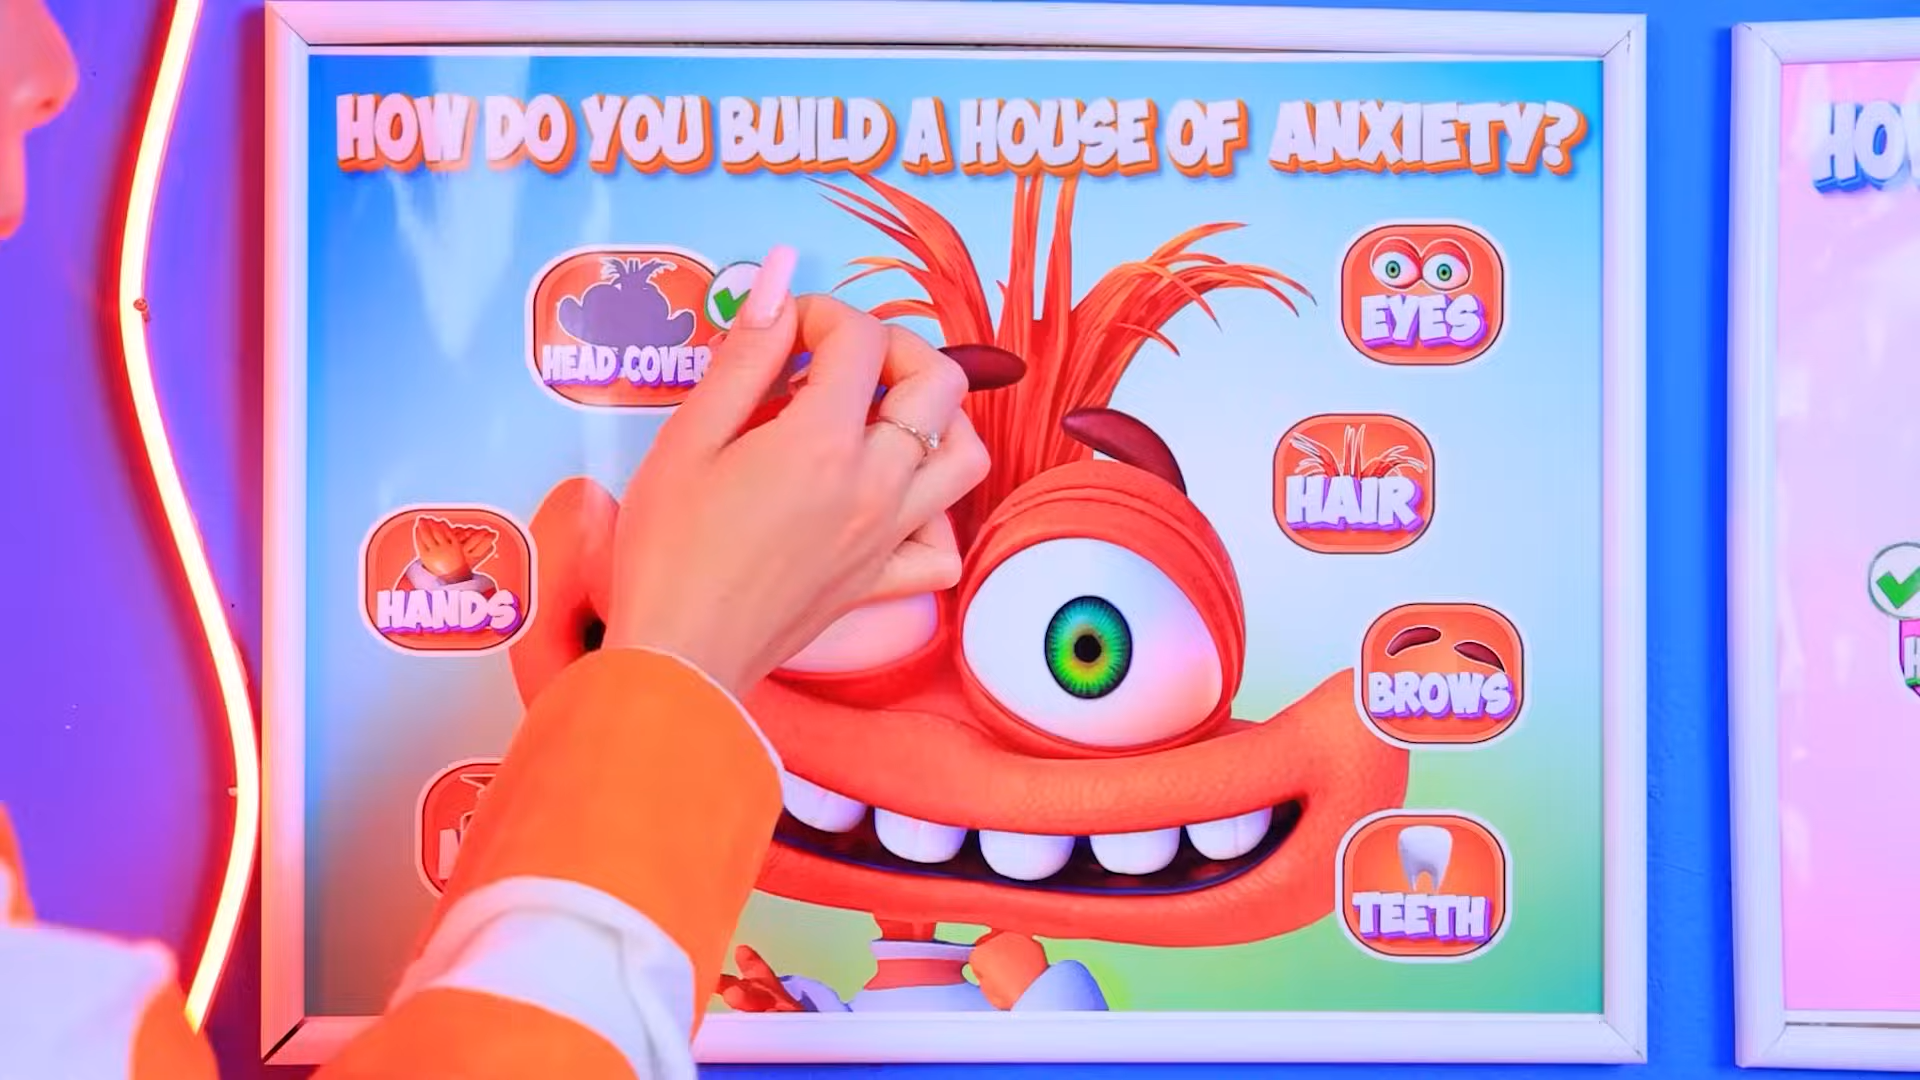 HOW DO YOU BUILD A HOUSE OF ANXIETY?
HEAD COVER
EYES
HAIR
HANDS
BROWS
TEETH